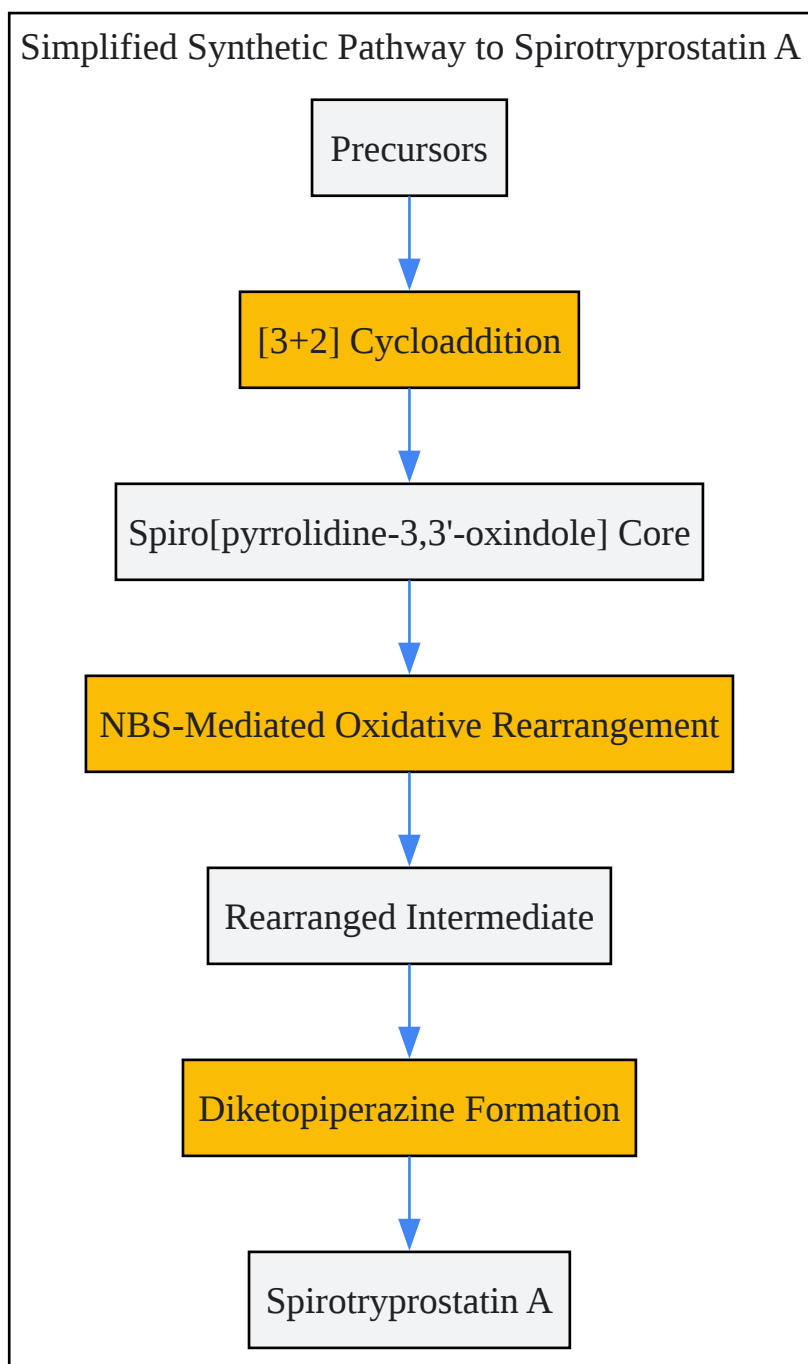 Simplified Synthetic Pathway to Spirotryprostatin A
Precursors
[3+2] Cycloaddition
Spiro[pyrrolidine-3,3'-oxindole] Core
NBS-Mediated Oxidative Rearrangement
Rearranged Intermediate
Diketopiperazine Formation
Spirotryprostatin A